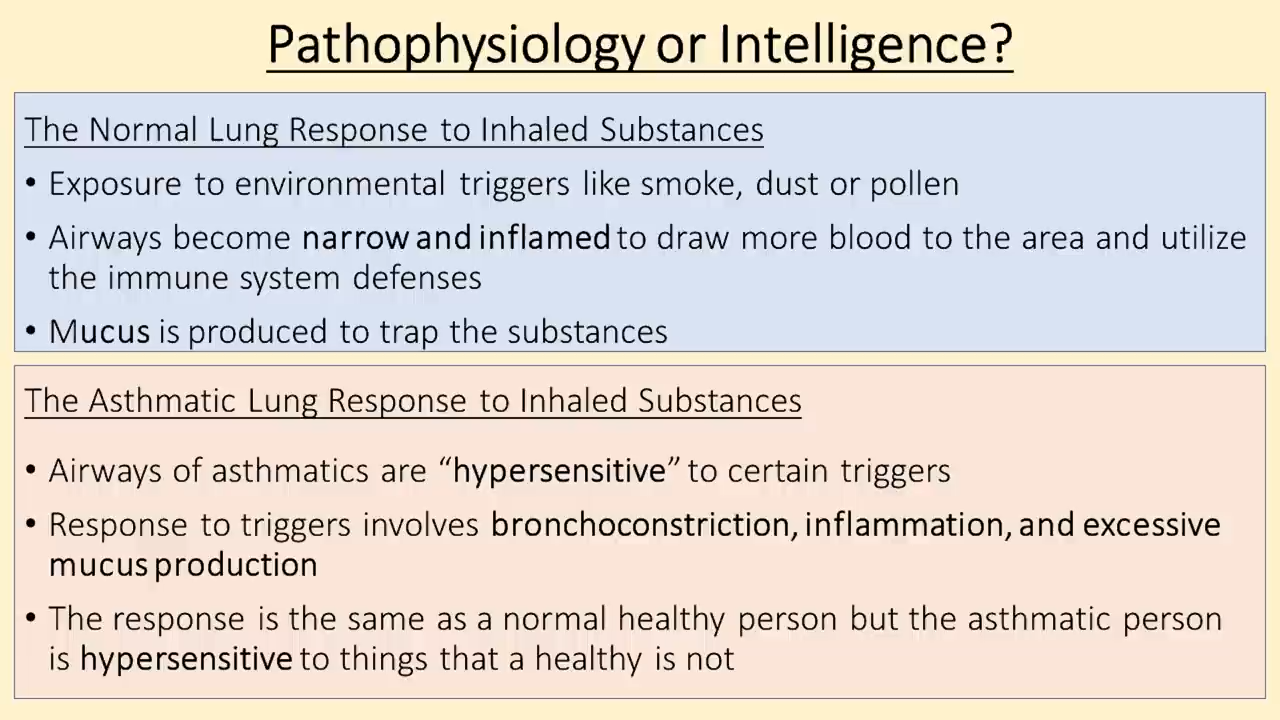 Pathophysiology or Intelligence?
The Normal Lung Response to Inhaled Substances
• Exposure to environmental triggers like smoke, dust or pollen
• Airways become narrow and inflamed to draw more blood to the area and utilize
the immune system defenses
• Mucus is produced to trap the substances
The Asthmatic Lung Response to Inhaled Substances
• Airways of asthmatics are “hypersensitive” to certain triggers
• Response to triggers involves bronchoconstriction, inflammation, and excessive
mucus production
• The response is the same as a normal healthy person but the asthmatic person
is hypersensitive to things that a healthy is not